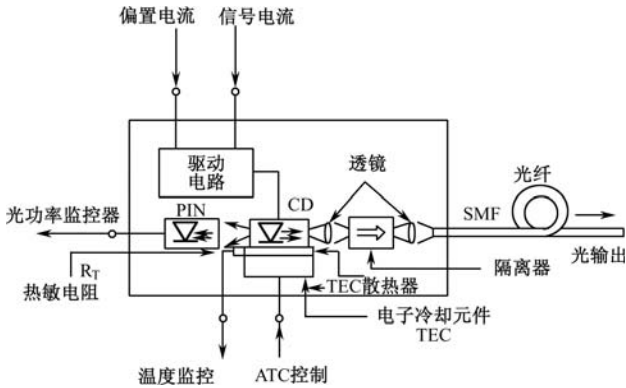 偏置电流
信号电流
驱动
电路
透镜
光纤
CD
PIN
SMF
光功率监控器
光输出
隔离器
R_T
热敏电阻
TEC散热器
电子冷却元件
TEC
温度监控
ATC控制